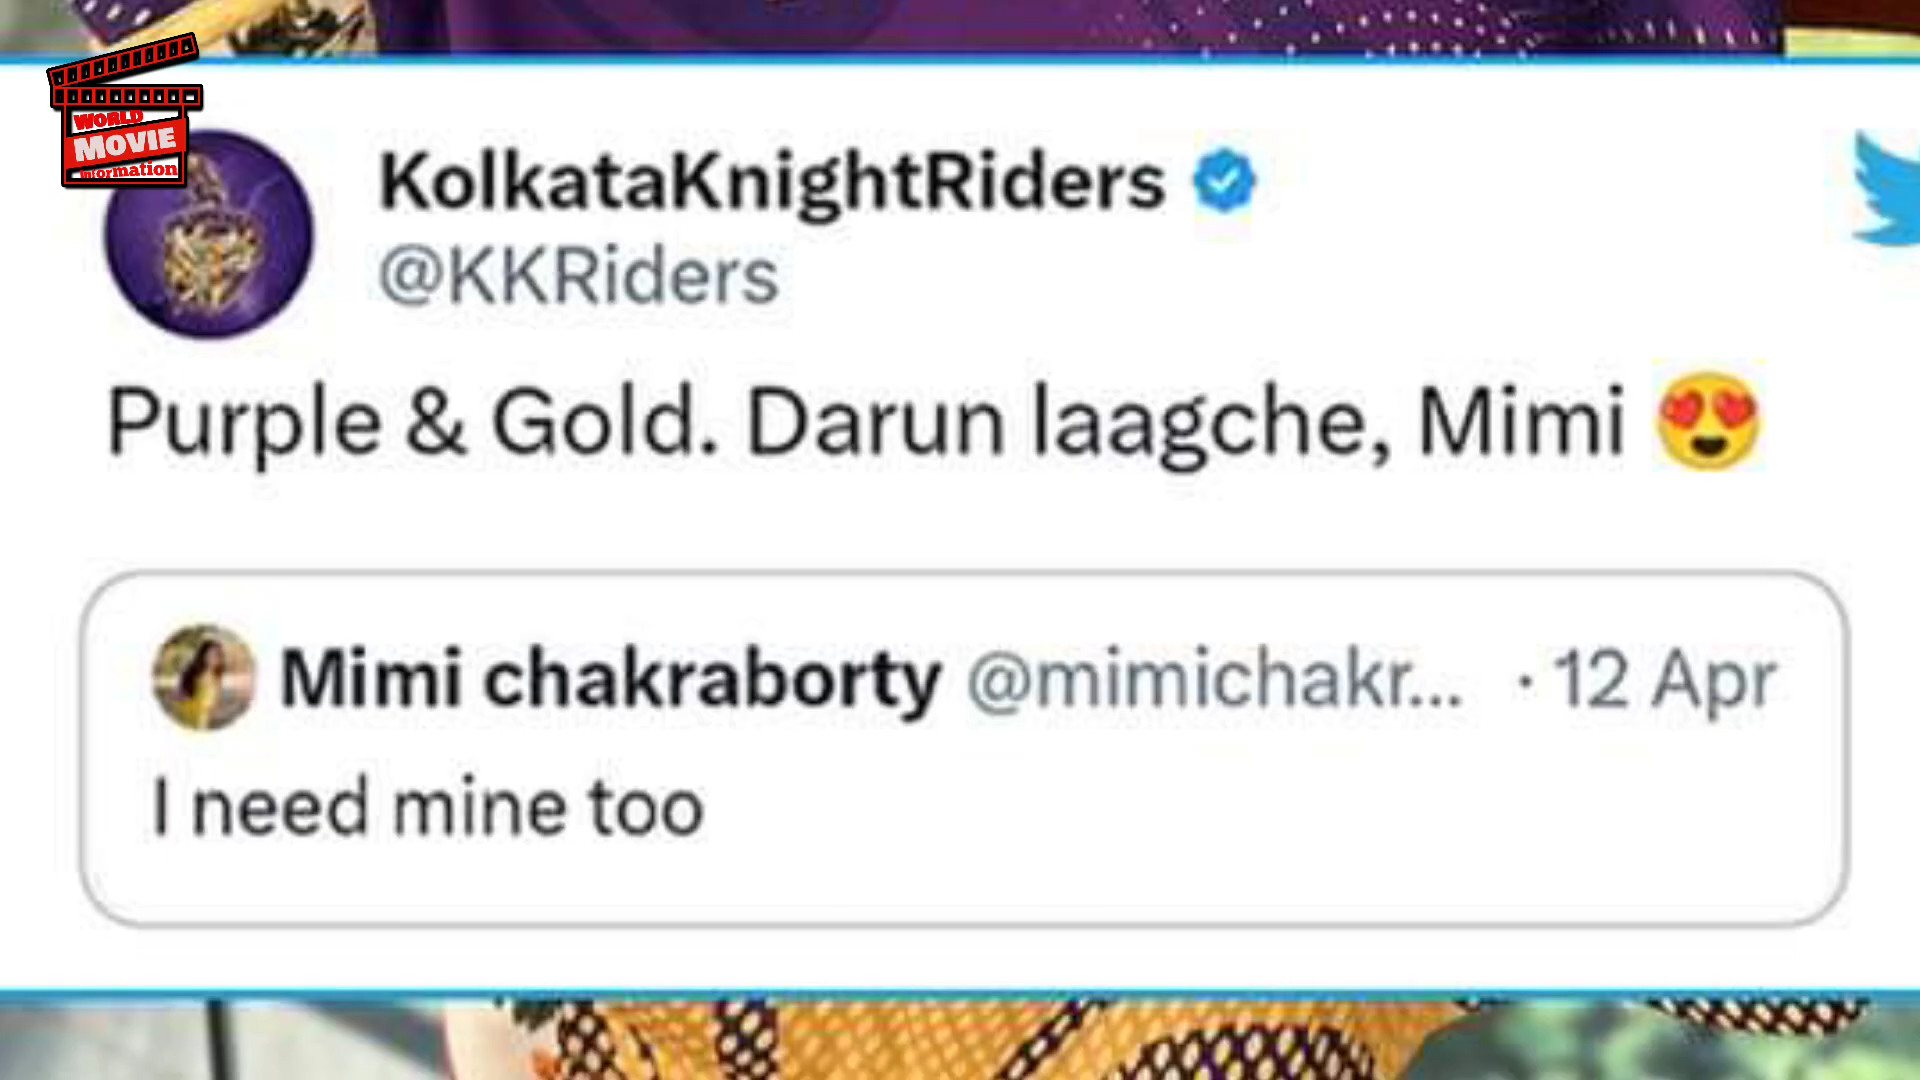 WORLD
MOVIE
Information
KolkataKnightRiders
@KKRiders
Purple & Gold. Darun laagche, Mimi 😍
Mimi chakraborty @mimichakr... · 12 Apr
I need mine too